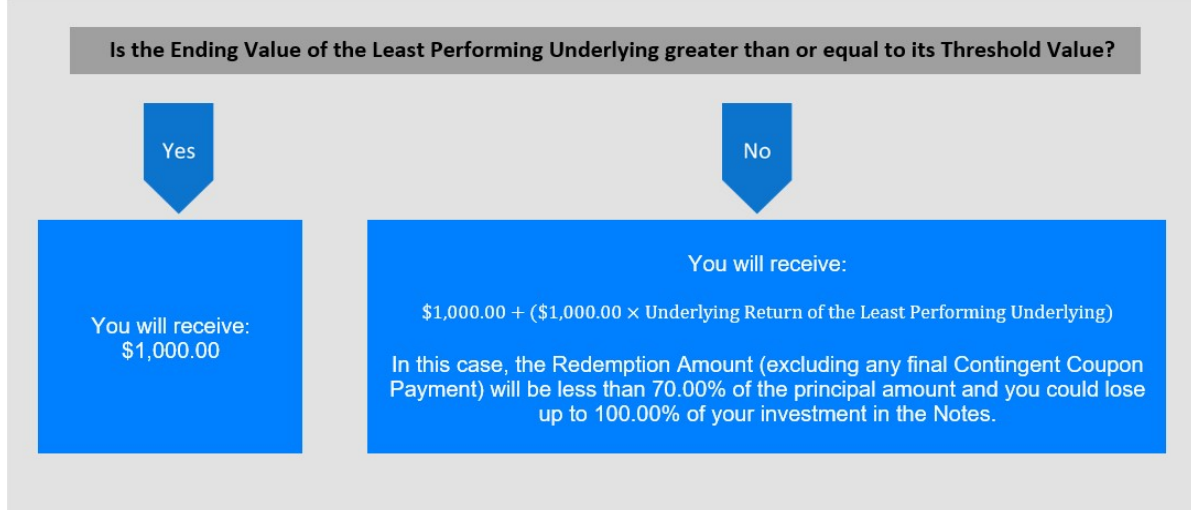 Is the Ending Value of the Least Performing Underlying greater than or equal to its Threshold Value?
Yes
No
You will receive:
$1,000.00
You will receive:
$1,000.00 + ($1,000.00 × Underlying Return of the Least Performing Underlying)
In this case, the Redemption Amount (excluding any final Contingent Coupon
Payment) will be less than 70.00% of the principal amount and you could lose
up to 100.00% of your investment in the Notes.